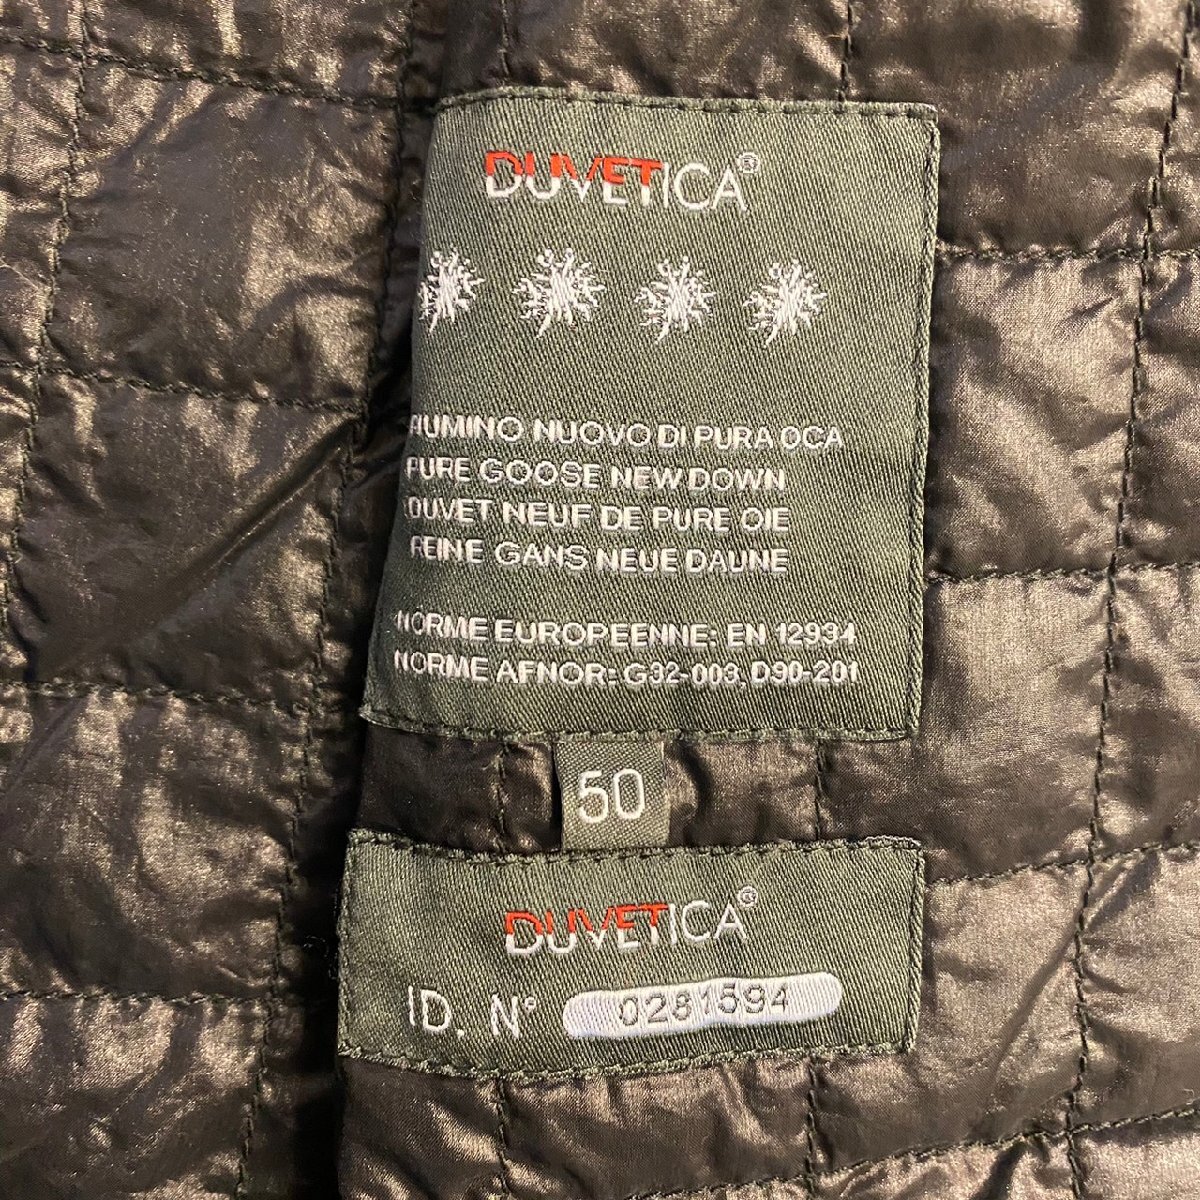 DUVETICA®
PIUMINO NUOVO DI PURA OCA
PURE GOOSE NEW DOWN
DUVET NEUF DE PURE OIE
REINE GANS NEUE DAUNE
NORME EUROPEENNE: EN 12934
NORME AFNOR: G32-003, D90-201
50
DUVETICA®
ID. N° 0281594